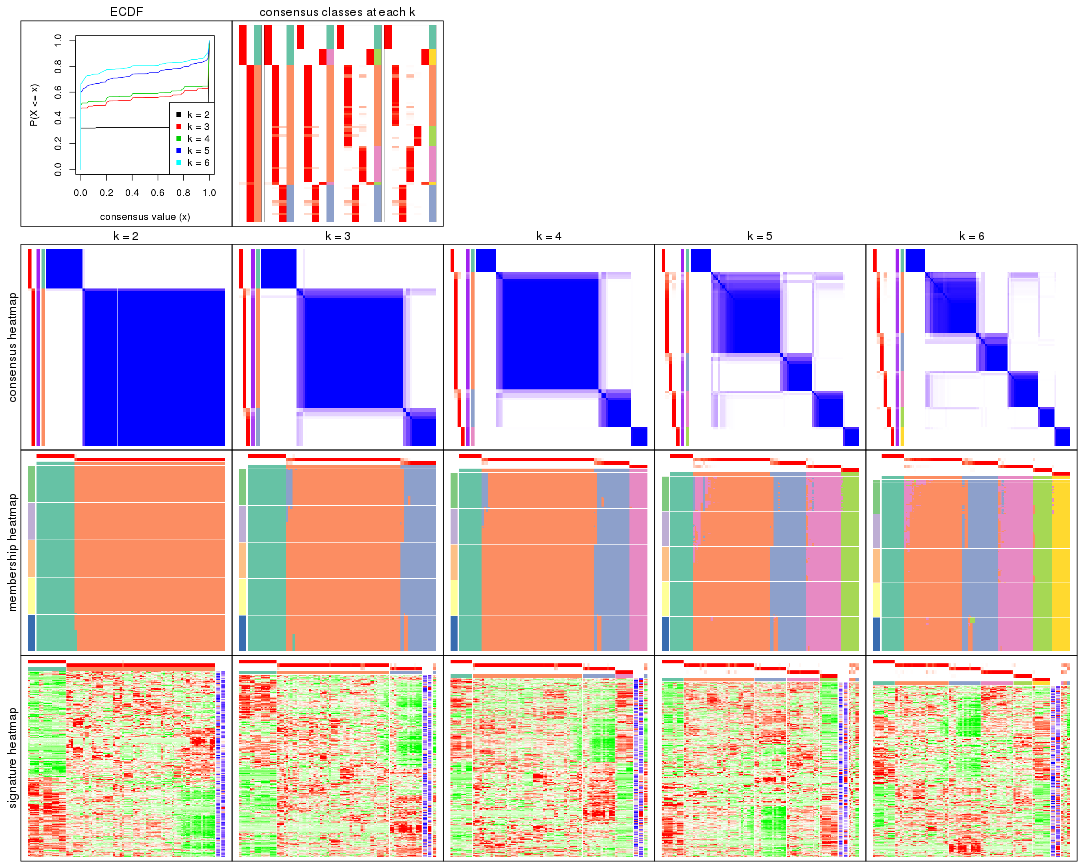 ECDF
consensus classes at each k
P(X <= x)
0.0 0.2 0.4 0.6 0.8 1.0
k = 2
k = 3
k = 4
k = 5
k = 6
0.0 0.2 0.4 0.6 0.8 1.0
consensus value (x)
k = 2 k = 3 k = 4 k = 5 k = 6
consensus heatmap
membership heatmap
signature heatmap